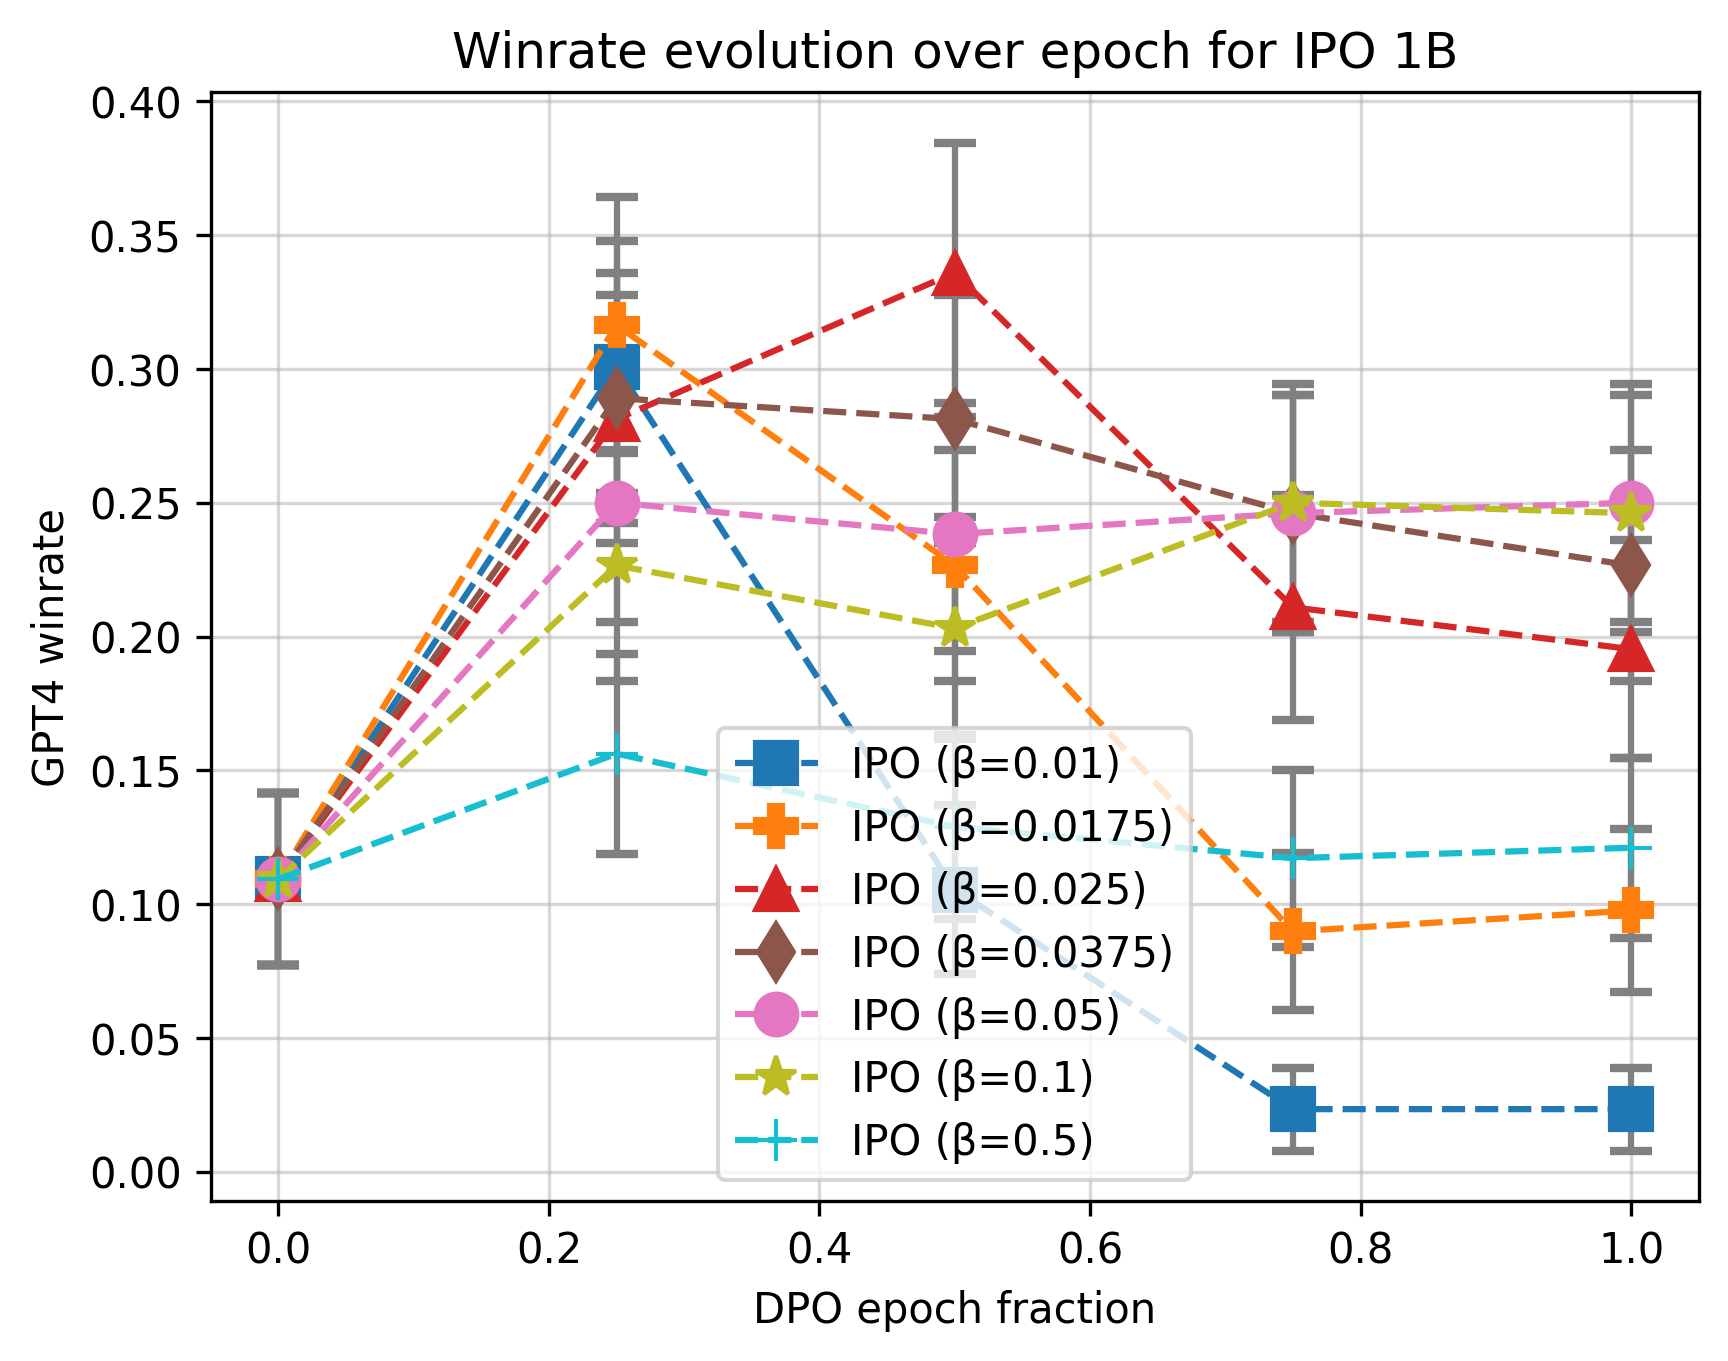 Winrate evolution over epoch for IPO 1B
GPT4 winrate
0.40
0.35
0.30
0.25
0.20
0.15
0.10
0.05
0.00
IPO (β=0.01)
IPO (β=0.0175)
IPO (β=0.025)
IPO (β=0.0375)
IPO (β=0.05)
IPO (β=0.1)
IPO (β=0.5)
0.0 0.2 0.4 0.6 0.8 1.0
DPO epoch fraction